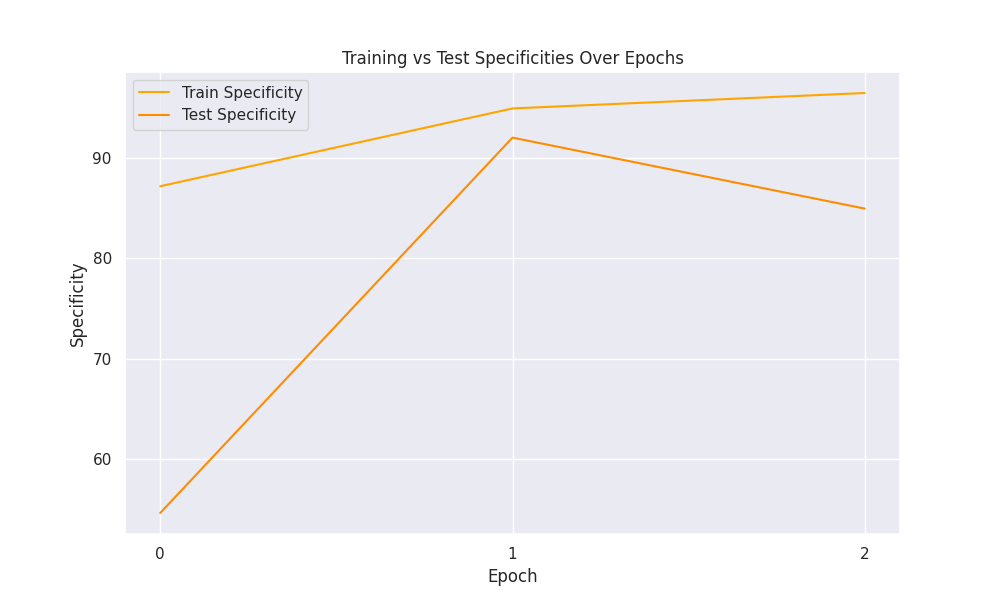 Training vs Test Specificities Over Epochs
Train Specificity
Test Specificity
90
80
70
60
Specificity
0 1 2
Epoch